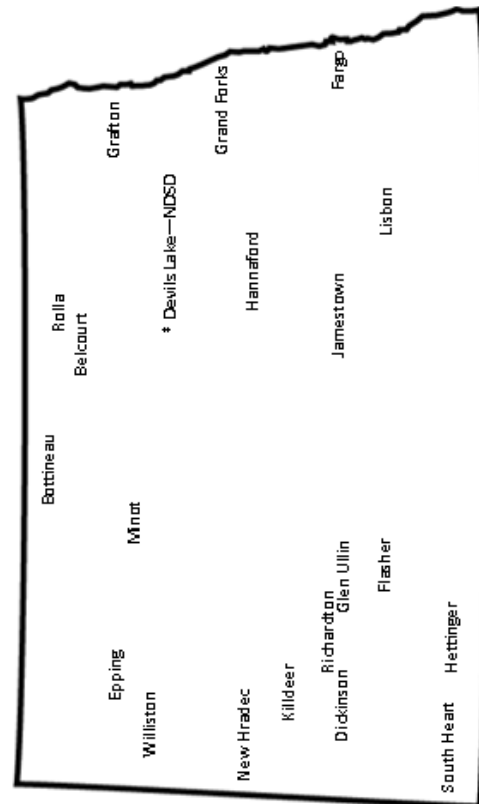 Bottineau
Rolla
Belcourt
Grafton
Epping
Minot
Williston
* Devils Lake—NDSD
Grand Forks
New Hradec
Hannaford
Killdeer
Richardton
Dickinson
Glen Ullin
Jamestown
Fargo
Flasher
Lisbon
South Heart
Hettinger